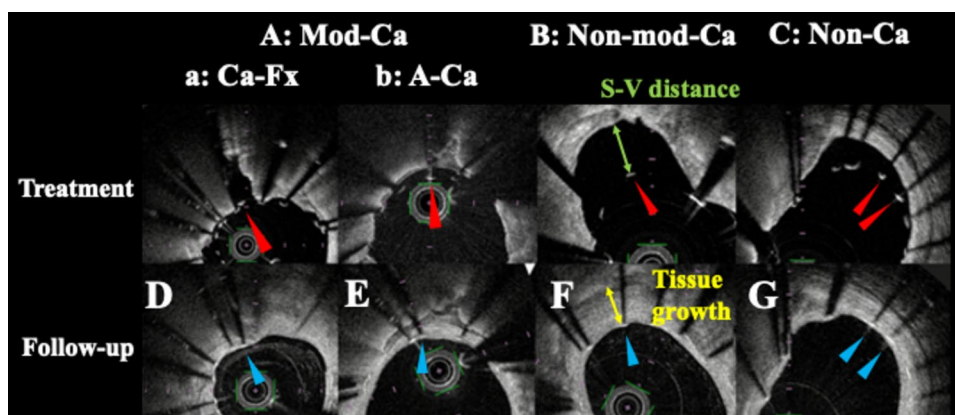 A: Mod-Ca B: Non-mod-Ca C: Non-Ca
a: Ca-Fx b: A-Ca
S-V distance
Treatment
D E F Tissue growth G
Follow-up